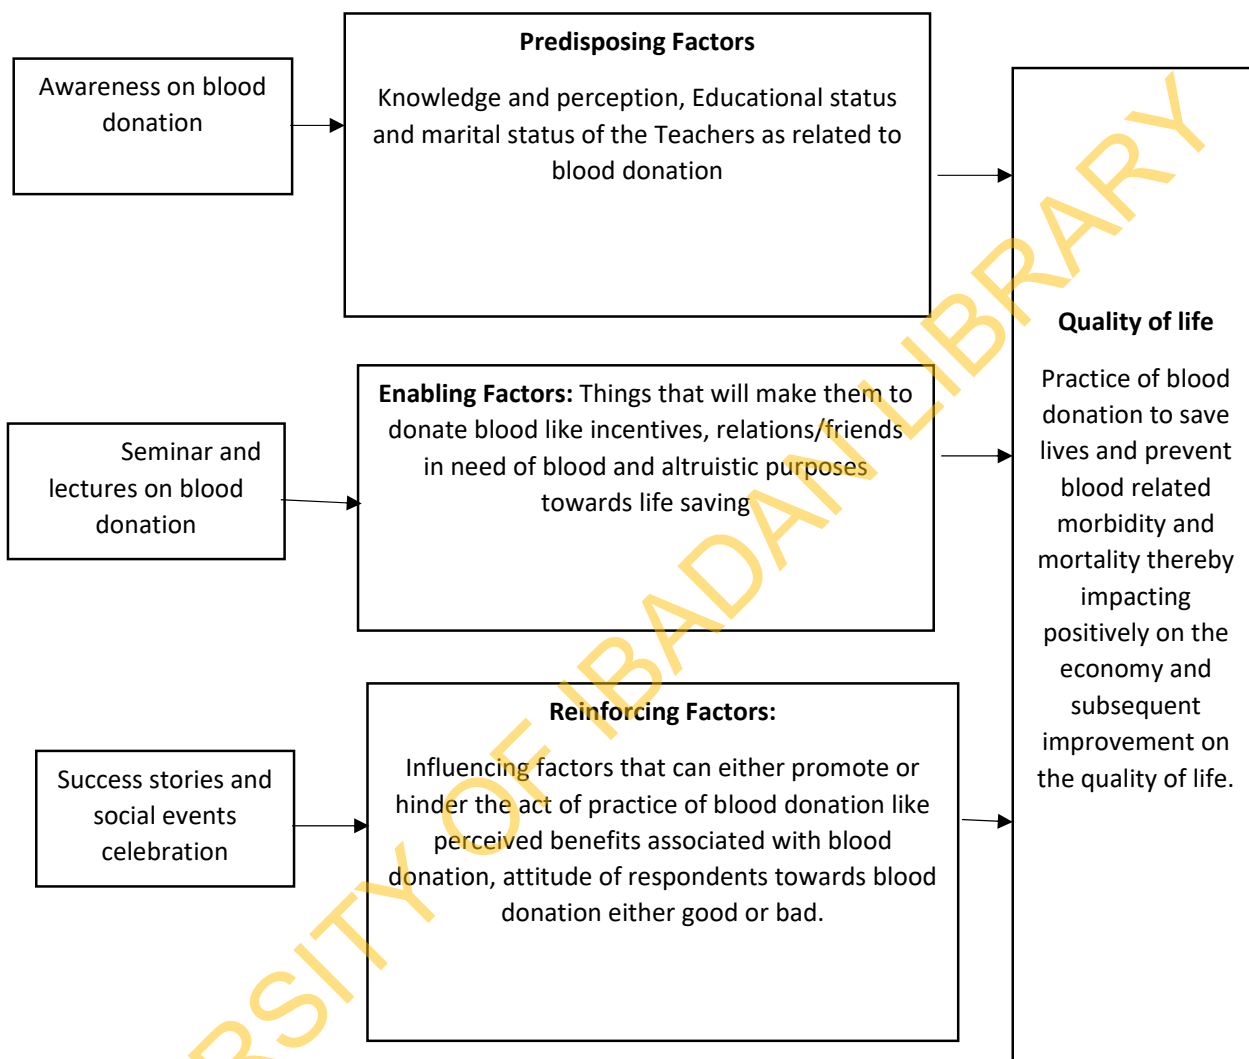 Predisposing Factors
Awareness on blood
donation
Knowledge and perception, Educational status
and marital status of the Teachers as related to
blood donation
Enabling Factors: Things that will make them to
donate blood like incentives, relations/friends
in need of blood and altruistic purposes
towards life saving
Seminar and
lectures on blood
donation
Reinforcing Factors:
Influencing factors that can either promote or
hinder the act of practice of blood donation like
perceived benefits associated with blood
donation, attitude of respondents towards blood
donation either good or bad.
Success stories and
social events
celebration
Quality of life
Practice of blood
donation to save
lives and prevent
blood related
morbidity and
mortality thereby
impacting
positively on the
economy and
subsequent
improvement on
the quality of life.
RSITY OF IBADAN LIBRARY